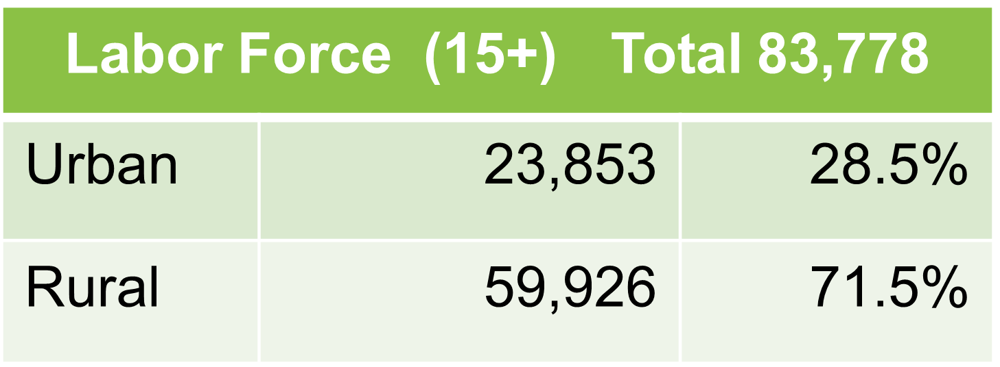 Labor Force  (15+)    Total 83,778
Urban 23,853 28.5%
Rural 59,926 71.5%